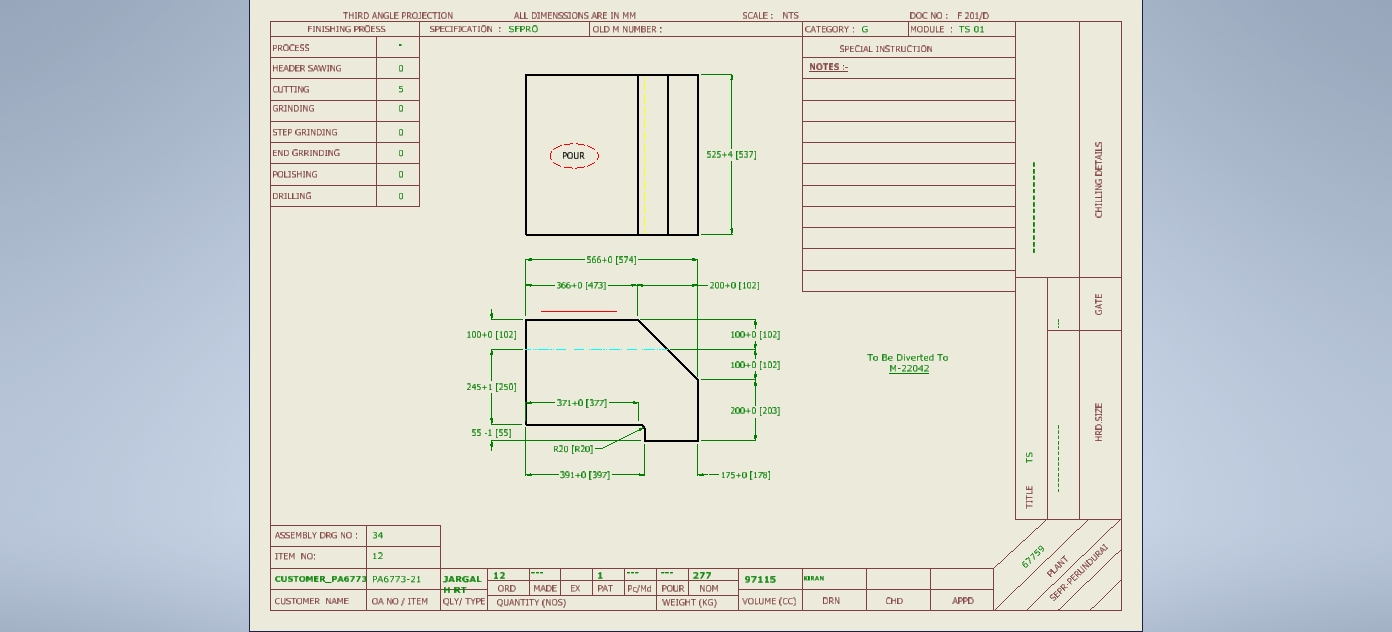 THIRD ANGLE PROJECTION ALL DIMENSSIONS ARE IN MM SCALE : NTS DOC NO : F 201/D
FINISHING PROESS SPECIFICATION : SFPRO OLD M NUMBER : CATEGORY : G MODULE : TS 01
PROCESS -
HEADER SAWING 0
CUTTING 5
GRINDING 0
STEP GRINDING 0
END GRRINDING 0
POLISHING 0
DRILLING 0
SPECIAL INSTRUCTION
NOTES :-
POUR
525+4 [537]
566+0 [574]
366+0 [473] 200+0 [102]
100+0 [102] 100+0 [102]
100+0 [102]
245+1 [250]
371+0 [377] 200+0 [203]
55 -1 [55]
R20 [R20]
391+0 [397] 175+0 [178]
To Be Diverted To
M-22042
CHILLING DETAILS
GATE
---
HRD.SIZE
TITLE TS
67759
PLANT
SEPR-PERUNDURAI
ASSEMBLY DRG NO : 34
ITEM NO: 12
CUSTOMER_PA6773 PA6773-21 JARGAL H RT 12 --- 1 --- --- 277 97115 KIRAN
ORD MADE EX PAT Pc/Md POUR NOM
CUSTOMER NAME OA NO / ITEM QLY/ TYPE QUANTITY (NOS) WEIGHT (KG) VOLUME (CC) DRN CHD APPD